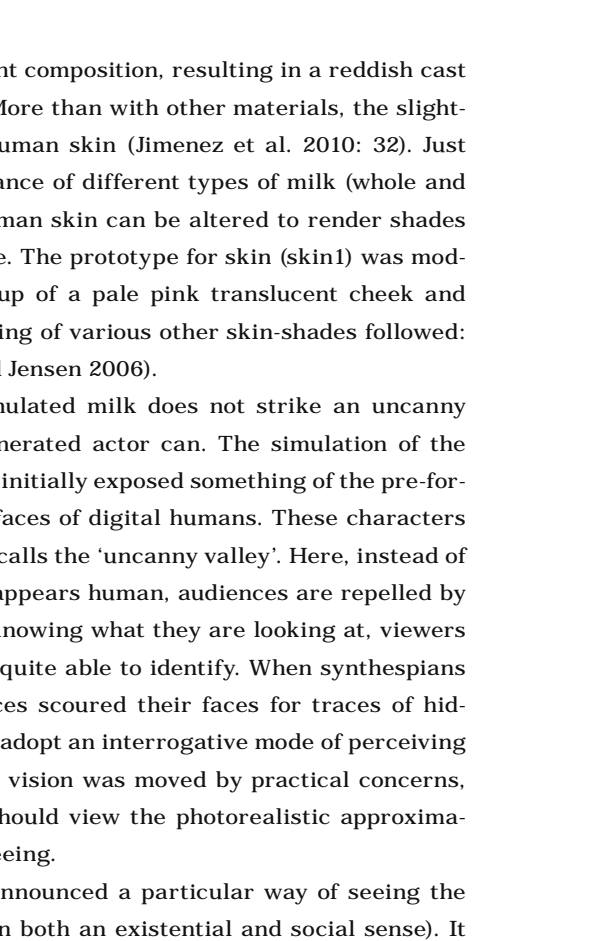 nt composition, resulting in a reddish cast
More than with other materials, the slight-
uman skin (Jimenez et al. 2010: 32). Just
ance of different types of milk (whole and
man skin can be altered to render shades
e. The prototype for skin (skin1) was mod-
up of a pale pink translucent cheek and
ing of various other skin-shades followed:
l Jensen 2006).
mulated milk does not strike an uncanny
nerated actor can. The simulation of the
initially exposed something of the pre-for-
faces of digital humans. These characters
calls the ‘uncanny valley’. Here, instead of
appears human, audiences are repelled by
knowing what they are looking at, viewers
quite able to identify. When synthespians
ces scoured their faces for traces of hid-
adopt an interrogative mode of perceiving
vision was moved by practical concerns,
hould view the photorealistic approxima-
eeing.
nnounced a particular way of seeing the
n both an existential and social sense). It